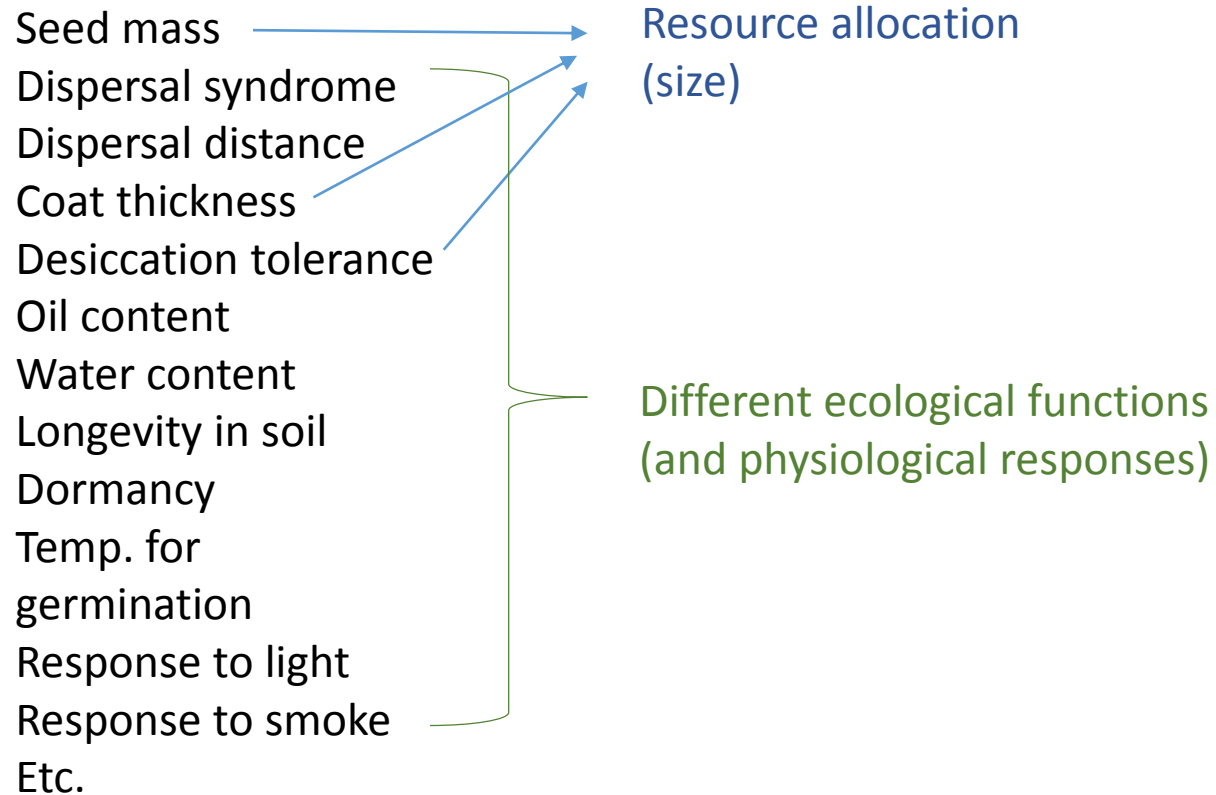 Seed mass
Dispersal syndrome
Dispersal distance
Coat thickness
Desiccation tolerance
Oil content
Water content
Longevity in soil
Dormancy
Temp. for
germination
Response to light
Response to smoke
Etc.
Resource allocation
(size)
Different ecological functions
(and physiological responses)